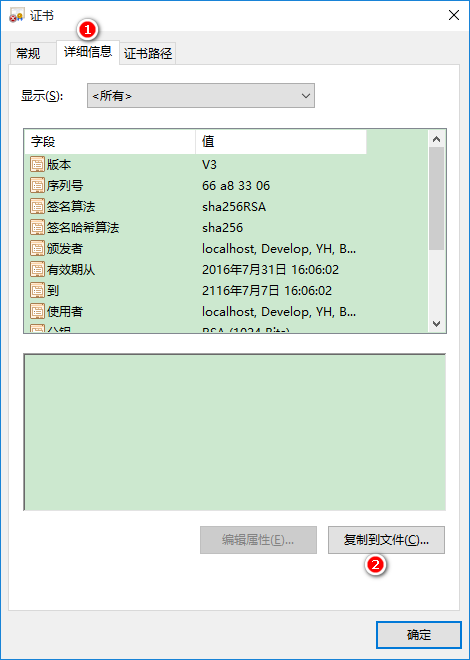 证书
1
常规 详细信息 证书路径
显示(S): <所有>
字段 值
版本 V3
序列号 66 a8 33 06
签名算法 sha256RSA
签名哈希算法 sha256
颁发者 localhost, Develop, YH, B...
有效期从 2016年7月31日 16:06:02
到 2116年7月7日 16:06:02
使用者 localhost, Develop, YH, B...
公钥 RSA (1024 Bits)
编辑属性(E)... 复制到文件(C)...
2
确定